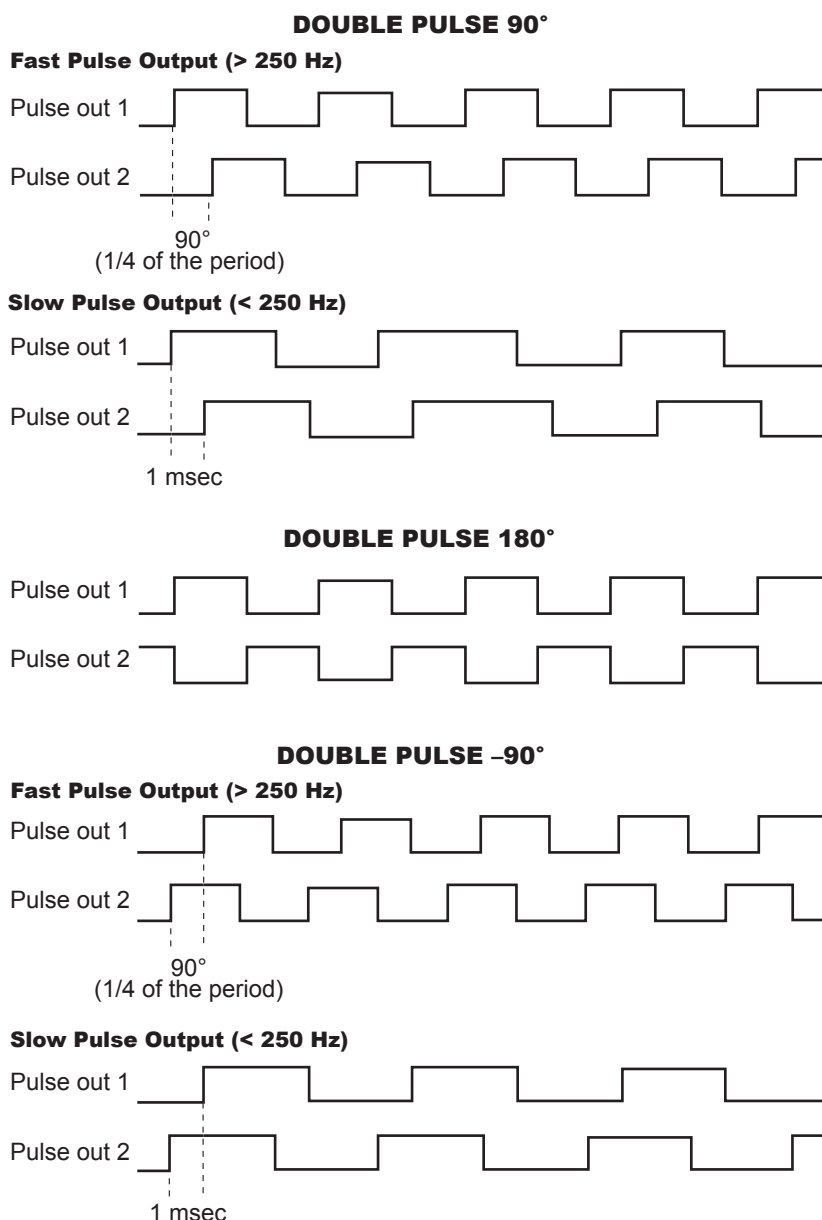 DOUBLE PULSE 90°
Fast Pulse Output (> 250 Hz)
Pulse out 1
Pulse out 2
90°
(1/4 of the period)
Slow Pulse Output (< 250 Hz)
Pulse out 1
Pulse out 2
1 msec
DOUBLE PULSE 180°
Pulse out 1
Pulse out 2
DOUBLE PULSE –90°
Fast Pulse Output (> 250 Hz)
Pulse out 1
Pulse out 2
90°
(1/4 of the period)
Slow Pulse Output (< 250 Hz)
Pulse out 1
Pulse out 2
1 msec